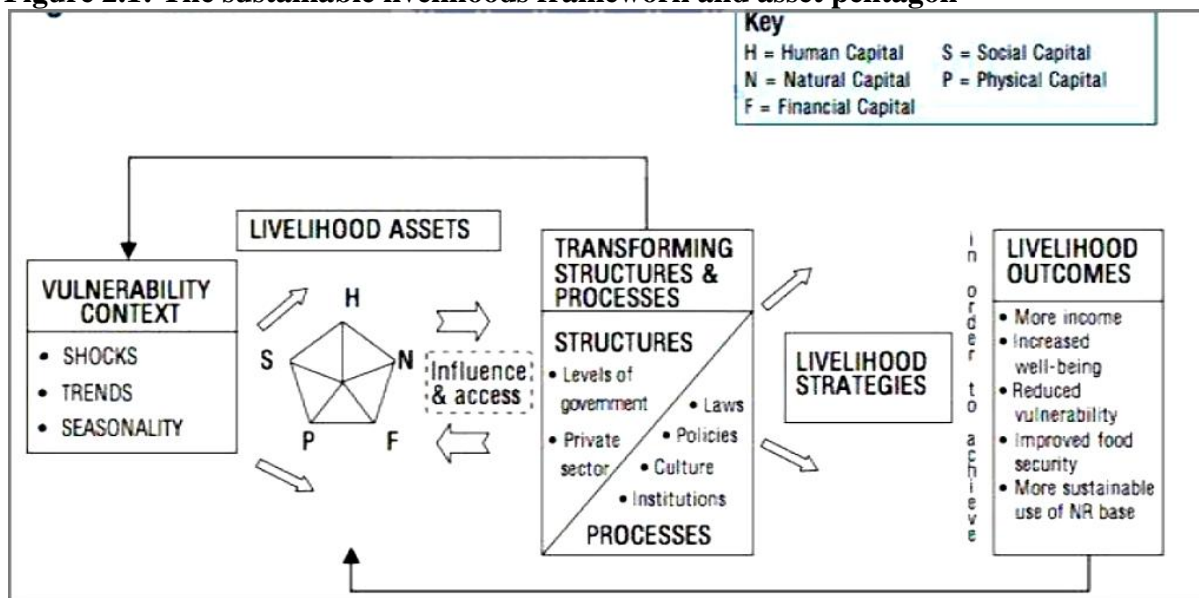 Figure 2.1: The sustainable livelihoods framework and asset pentagon
Key
H = Human Capital S = Social Capital
N = Natural Capital P = Physical Capital
F = Financial Capital
LIVELIHOOD ASSETS
VULNERABILITY
CONTEXT
• SHOCKS
• TRENDS
• SEASONALITY
H
S
N
P
F
Influence
& access
TRANSFORMING
STRUCTURES &
PROCESSES
STRUCTURES
• Levels of
government
• Private
sector
• Laws
• Policies
• Culture
• Institutions
PROCESSES
LIVELIHOOD
STRATEGIES
in order to achieve
LIVELIHOOD
OUTCOMES
• More income
• Increased
well-being
• Reduced
vulnerability
• Improved food
security
• More sustainable
use of NR base